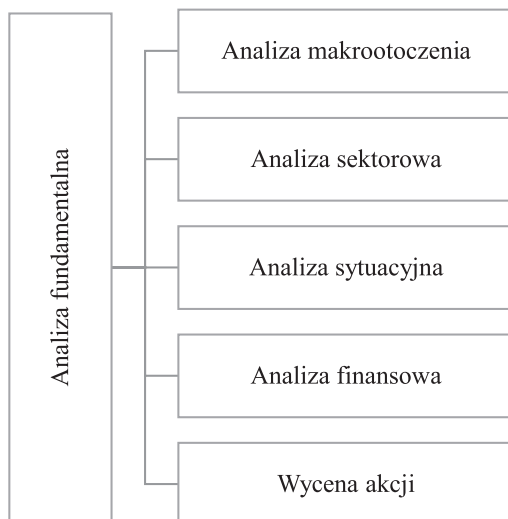 Analiza fundamentalna
Analiza makrootoczenia
Analiza sektorowa
Analiza sytuacyjna
Analiza finansowa
Wycena akcji